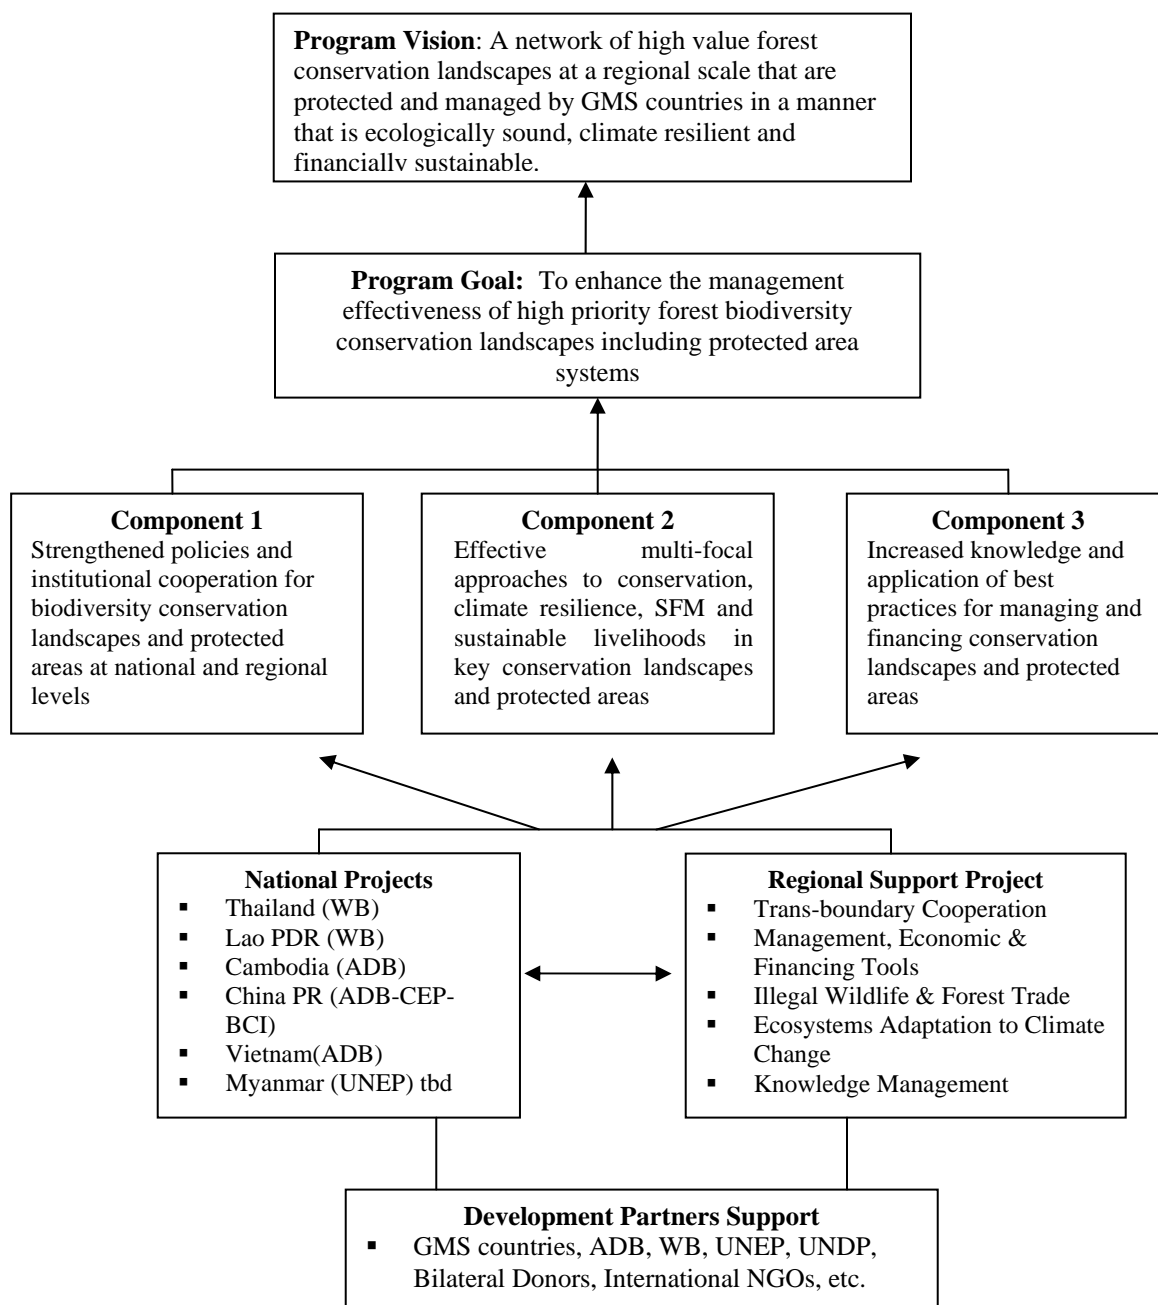 Program Vision: A network of high value forest
conservation landscapes at a regional scale that are
protected and managed by GMS countries in a manner
that is ecologically sound, climate resilient and
financially sustainable.
Program Goal: To enhance the management
effectiveness of high priority forest biodiversity
conservation landscapes including protected area
systems
Component 1
Strengthened policies and
institutional cooperation for
biodiversity conservation
landscapes and protected
areas at national and regional
levels
Component 2
Effective multi-focal
approaches to conservation,
climate resilience, SFM and
sustainable livelihoods in
key conservation landscapes
and protected areas
Component 3
Increased knowledge and
application of best
practices for managing and
financing conservation
landscapes and protected
areas
National Projects
▪ Thailand (WB)
▪ Lao PDR (WB)
▪ Cambodia (ADB)
▪ China PR (ADB-CEP-
BCI)
▪ Vietnam(ADB)
▪ Myanmar (UNEP) tbd
Regional Support Project
▪ Trans-boundary Cooperation
▪ Management, Economic &
Financing Tools
▪ Illegal Wildlife & Forest Trade
▪ Ecosystems Adaptation to Climate
Change
▪ Knowledge Management
Development Partners Support
▪ GMS countries, ADB, WB, UNEP, UNDP,
Bilateral Donors, International NGOs, etc.